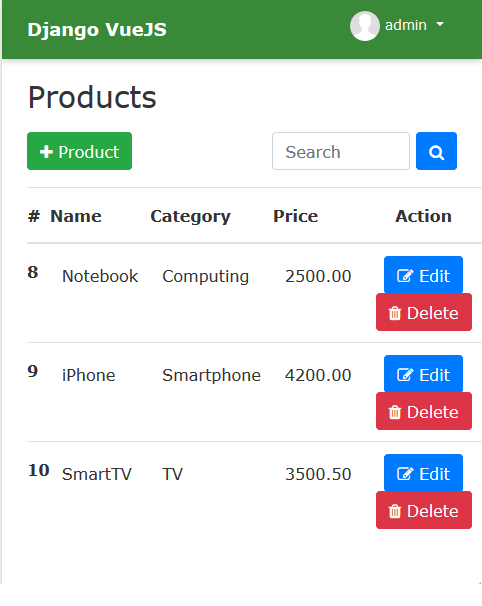 Django VueJS admin
Products
Product Search
# Name Category Price Action
8 Notebook Computing 2500.00 Edit
Delete
9 iPhone Smartphone 4200.00 Edit
Delete
10 SmartTV TV 3500.50 Edit
Delete